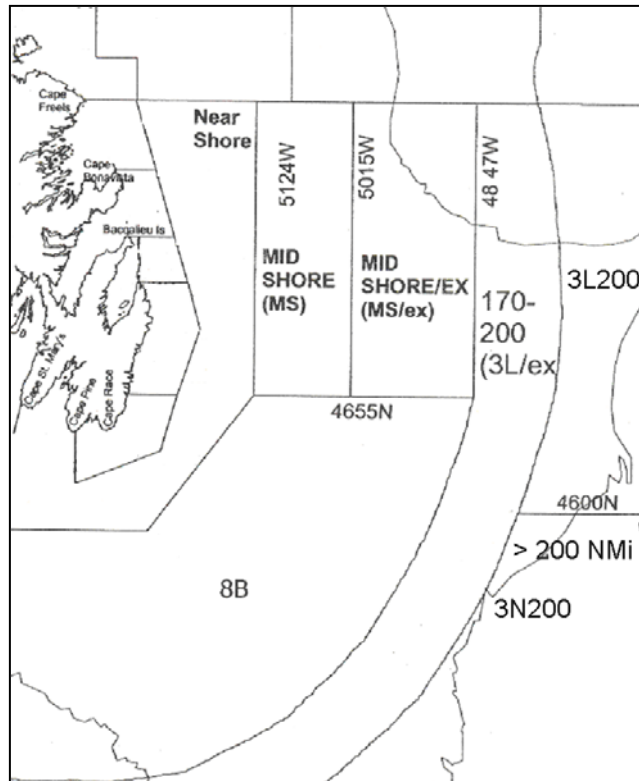 Cape
Freels
Near
Shore
5124W
5015W
48 47W
Cape
Bonavista
Baccalieu Is
MID
SHORE
(MS)
MID
SHORE/EX
(MS/ex)
3L200
170-
200
(3L/ex
Cape St. Mary's
Cape Pine
Cape Race
4655N
4600N
> 200 NMi
8B
3N200